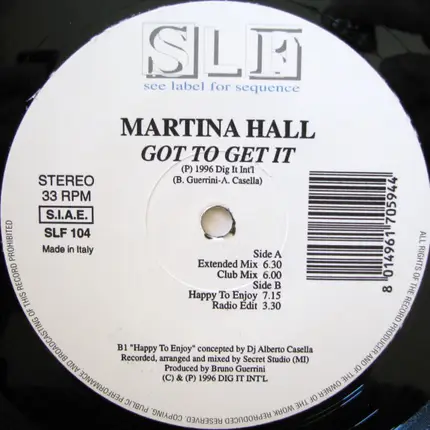 SLF
see label for sequence
MARTINA HALL
GOT TO GET IT
(P) 1996 Dig It Int'l
(B. Guerrini-A. Casella)
STEREO
33 RPM
S.I.A.E.
SLF 104
Made in Italy
Side A
Extended Mix 6.30
Club Mix 6.00
Side B
Happy To Enjoy 7.15
Radio Edit 3.30
8 014961 705944
B1 "Happy To Enjoy" concepted by Dj Alberto Casella
Recorded, arranged and mixed by Secret Studio (MI)
Produced by Bruno Guerrini
(C) & (P) 1996 DIG IT INT'L
ALL RIGHTS OF THE RECORD PRODUCER AND OF THE OWNER OF THE WORK REPRODUCED RESERVED. COPYING, PUBLIC PERFORMANCE AND BROADCASTING OF THIS RECORD PROHIBITED